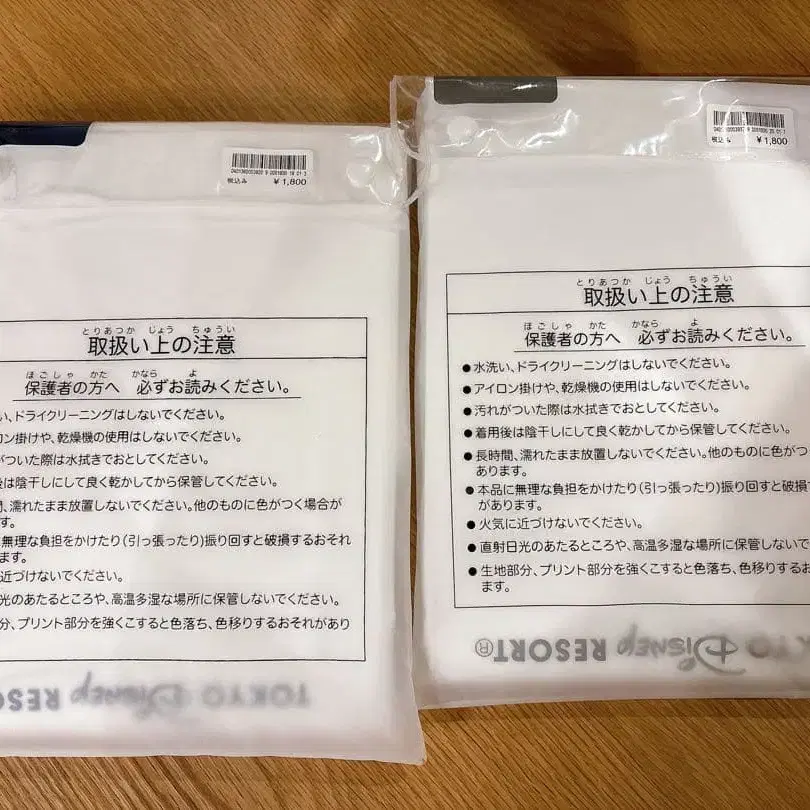 税込み ¥1,800
とりあつか じょう ちゅうい
取扱い上の注意
ほごしゃ かた かなら よ
保護者の方へ 必ずお読みください。
い、ドライクリーニングはしないでください。
ロン掛けや、乾燥機の使用はしないでください。
がついた際は水拭きでおとしてください。
後は陰干しにして良く乾かしてから保管してください。
間、濡れたまま放置しないでください。他のものに色がつく場合が
す。
無理な負担をかけたり(引っ張ったり)振り回すと破損するおそれ
ます。
近づけないでください。
光のあたるところや、高温多湿な場所に保管しないでください。
分、プリント部分を強くこすると色落ち、色移りするおそれがあり
TOKYO Disney RESORT
税込み ¥1,800
とりあつか じょう ちゅうい
取扱い上の注意
ほごしゃ かた かなら よ
保護者の方へ 必ずお読みください。
●水洗い、ドライクリーニングはしないでください。
●アイロン掛けや、乾燥機の使用はしないでください。
●汚れがついた際は水拭きでおとしてください。
●着用後は陰干しにして良く乾かしてから保管してください。
●長時間、濡れたまま放置しないでください。他のものに色がつ
あります。
●本品に無理な負担をかけたり(引っ張ったり)振り回すと破損
があります。
●火気に近づけないでください。
●直射日光のあたるところや、高温多湿な場所に保管しないで
●生地部分、プリント部分を強くこすると色落ち、色移りするお
ます。
KYO Disney RESORT®